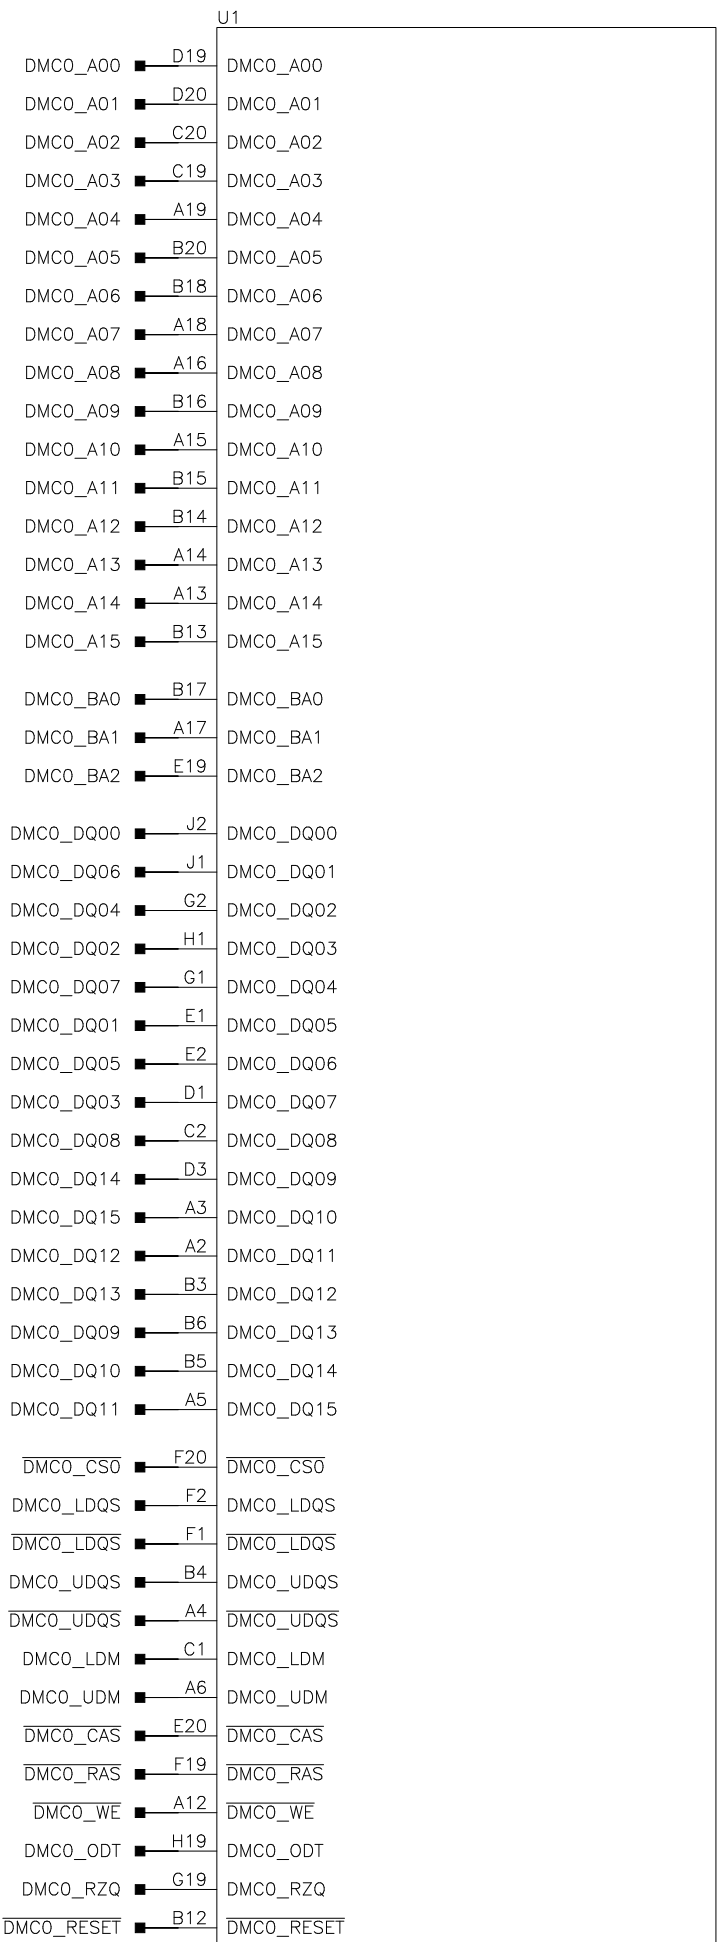 U1
DMC0_A00 D19 DMC0_A00
DMC0_A01 D20 DMC0_A01
DMC0_A02 C20 DMC0_A02
DMC0_A03 C19 DMC0_A03
DMC0_A04 A19 DMC0_A04
DMC0_A05 B20 DMC0_A05
DMC0_A06 B18 DMC0_A06
DMC0_A07 A18 DMC0_A07
DMC0_A08 A16 DMC0_A08
DMC0_A09 B16 DMC0_A09
DMC0_A10 A15 DMC0_A10
DMC0_A11 B15 DMC0_A11
DMC0_A12 B14 DMC0_A12
DMC0_A13 A14 DMC0_A13
DMC0_A14 A13 DMC0_A14
DMC0_A15 B13 DMC0_A15
DMC0_BA0 B17 DMC0_BA0
DMC0_BA1 A17 DMC0_BA1
DMC0_BA2 E19 DMC0_BA2
DMC0_DQ00 J2 DMC0_DQ00
DMC0_DQ06 J1 DMC0_DQ01
DMC0_DQ04 G2 DMC0_DQ02
DMC0_DQ02 H1 DMC0_DQ03
DMC0_DQ07 G1 DMC0_DQ04
DMC0_DQ01 E1 DMC0_DQ05
DMC0_DQ05 E2 DMC0_DQ06
DMC0_DQ03 D1 DMC0_DQ07
DMC0_DQ08 C2 DMC0_DQ08
DMC0_DQ14 D3 DMC0_DQ09
DMC0_DQ15 A3 DMC0_DQ10
DMC0_DQ12 A2 DMC0_DQ11
DMC0_DQ13 B3 DMC0_DQ12
DMC0_DQ09 B6 DMC0_DQ13
DMC0_DQ10 B5 DMC0_DQ14
DMC0_DQ11 A5 DMC0_DQ15
DMC0_CS0 F20 DMC0_CS0
DMC0_LDQS F2 DMC0_LDQS
DMC0_LDQS F1 DMC0_LDQS
DMC0_UDQS B4 DMC0_UDQS
DMC0_UDQS A4 DMC0_UDQS
DMC0_LDM C1 DMC0_LDM
DMC0_UDM A6 DMC0_UDM
DMC0_CAS E20 DMC0_CAS
DMC0_RAS F19 DMC0_RAS
DMC0_WE A12 DMC0_WE
DMC0_ODT H19 DMC0_ODT
DMC0_RZQ G19 DMC0_RZQ
DMC0_RESET B12 DMC0_RESET